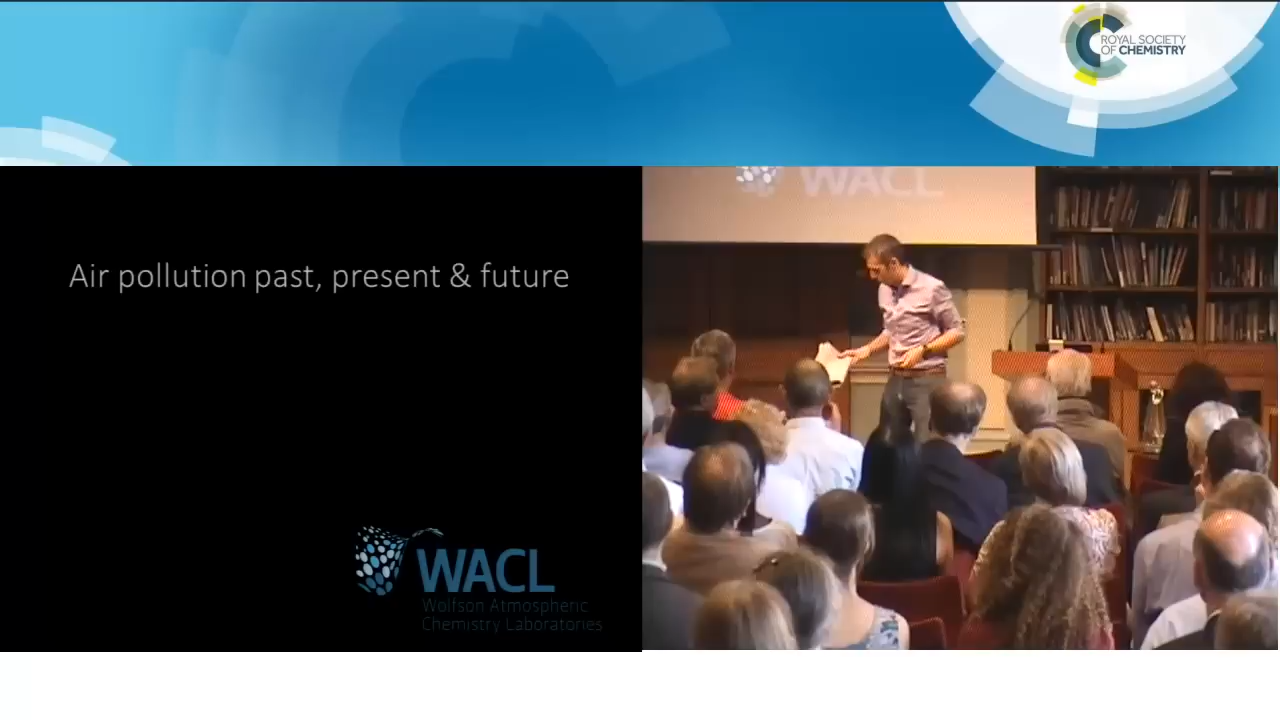 ROYAL SOCIETY
OF CHEMISTRY
WACL
Air pollution past, present & future
WACL
Wolfson Atmospheric
Chemistry Laboratories